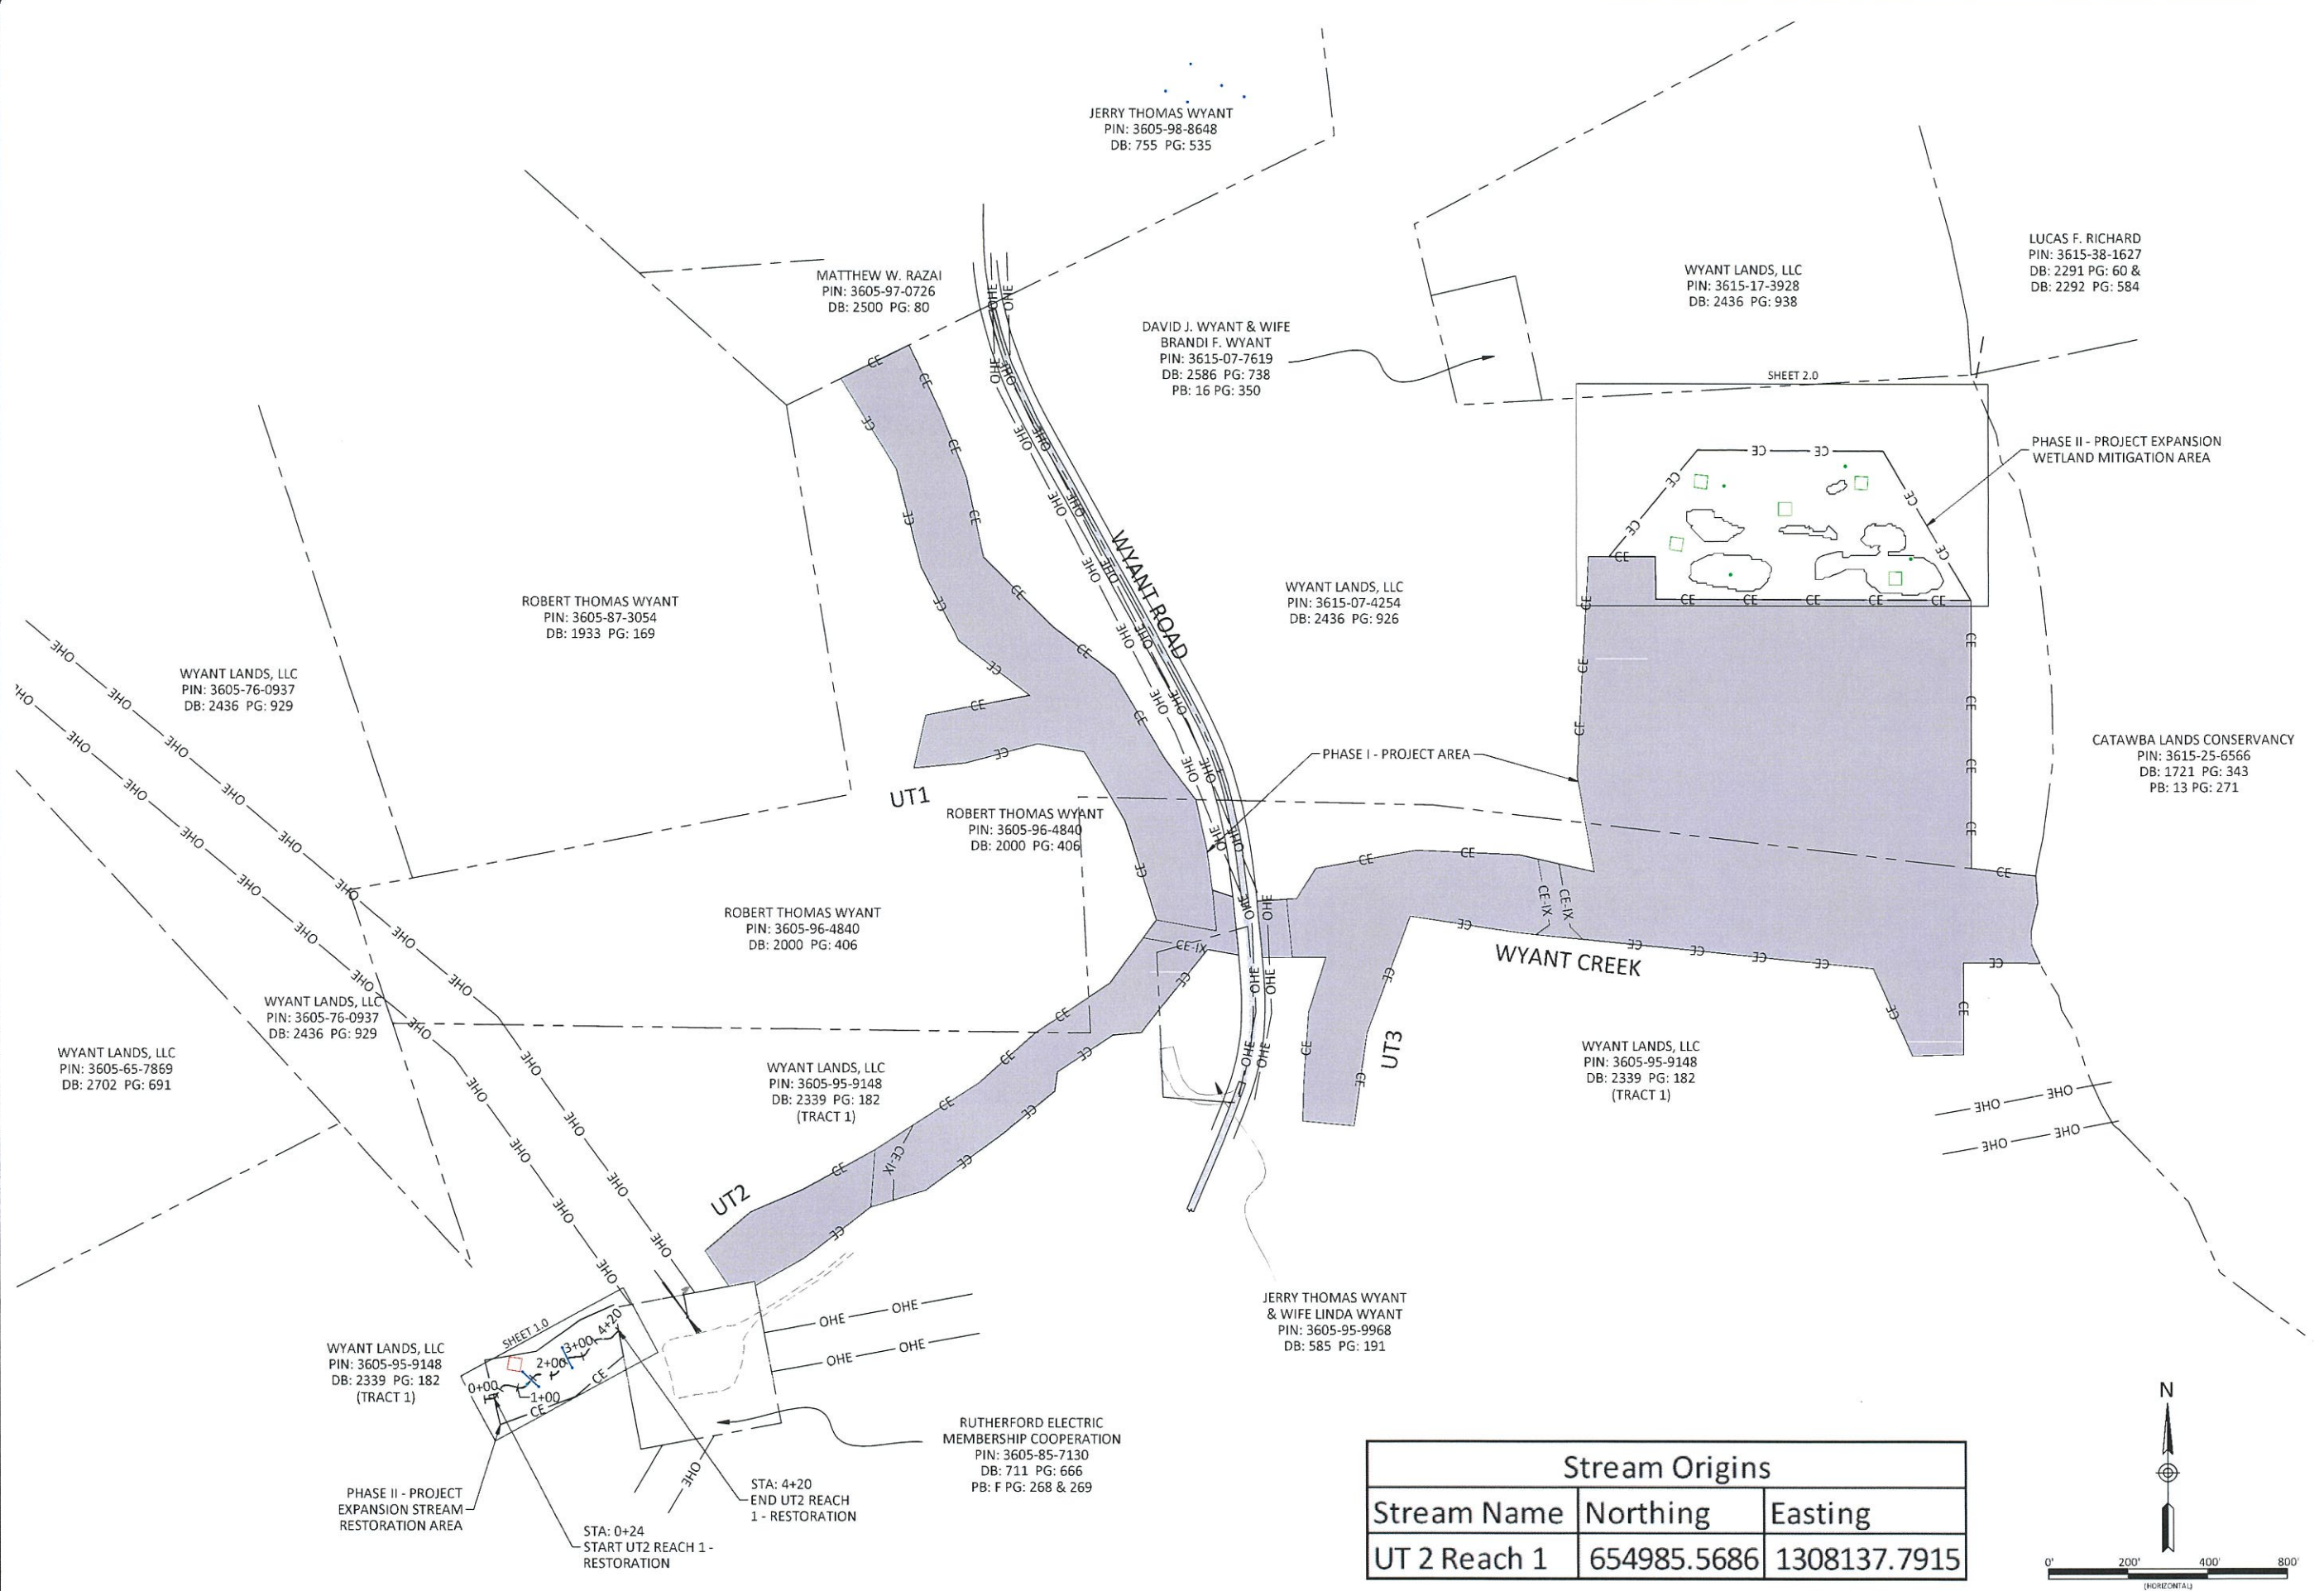 JERRY THOMAS WYANT
PIN: 3605-98-8648
DB: 755 PG: 535
MATTHEW W. RAZAI
PIN: 3605-97-0726
DB: 2500 PG: 80
DAVID J. WYANT & WIFE
BRANDI F. WYANT
PIN: 3615-07-7619
DB: 2586 PG: 738
PB: 16 PG: 350
WYANT LANDS, LLC
PIN: 3615-17-3928
DB: 2436 PG: 938
LUCAS F. RICHARD
PIN: 3615-38-1627
DB: 2291 PG: 60 &
DB: 2292 PG: 584
SHEET 2.0
PHASE II - PROJECT EXPANSION
WETLAND MITIGATION AREA
WYANT ROAD
ROBERT THOMAS WYANT
PIN: 3605-87-3054
DB: 1933 PG: 169
WYANT LANDS, LLC
PIN: 3615-07-4254
DB: 2436 PG: 926
WYANT LANDS, LLC
PIN: 3605-76-0937
DB: 2436 PG: 929
PHASE I - PROJECT AREA
CATAWBA LANDS CONSERVANCY
PIN: 3615-25-6566
DB: 1721 PG: 343
PB: 13 PG: 271
UT1
ROBERT THOMAS WYANT
PIN: 3605-96-4840
DB: 2000 PG: 406
ROBERT THOMAS WYANT
PIN: 3605-96-4840
DB: 2000 PG: 406
CE-IX
CE-IX
CE-IX
WYANT CREEK
WYANT LANDS, LLC
PIN: 3605-76-0937
DB: 2436 PG: 929
WYANT LANDS, LLC
PIN: 3605-65-7869
DB: 2702 PG: 691
WYANT LANDS, LLC
PIN: 3605-95-9148
DB: 2339 PG: 182
(TRACT 1)
UT3
WYANT LANDS, LLC
PIN: 3605-95-9148
DB: 2339 PG: 182
(TRACT 1)
CE-IX
UT2
OHE
OHE
OHE
OHE
CE
CE
JERRY THOMAS WYANT
& WIFE LINDA WYANT
PIN: 3605-95-9968
DB: 585 PG: 191
SHEET 1.0
WYANT LANDS, LLC
PIN: 3605-95-9148
DB: 2339 PG: 182
(TRACT 1)
0+00
1+00
2+00
3+00
4+20
RUTHERFORD ELECTRIC
MEMBERSHIP COOPERATION
PIN: 3605-85-7130
DB: 711 PG: 666
PB: F PG: 268 & 269
PHASE II - PROJECT
EXPANSION STREAM
RESTORATION AREA
STA: 4+20
END UT2 REACH
1 - RESTORATION
STA: 0+24
START UT2 REACH 1 -
RESTORATION
Stream Origins
Stream Name Northing Easting
UT 2 Reach 1 654985.5686 1308137.7915
N
0' 200' 400' 800'
(HORIZONTAL)